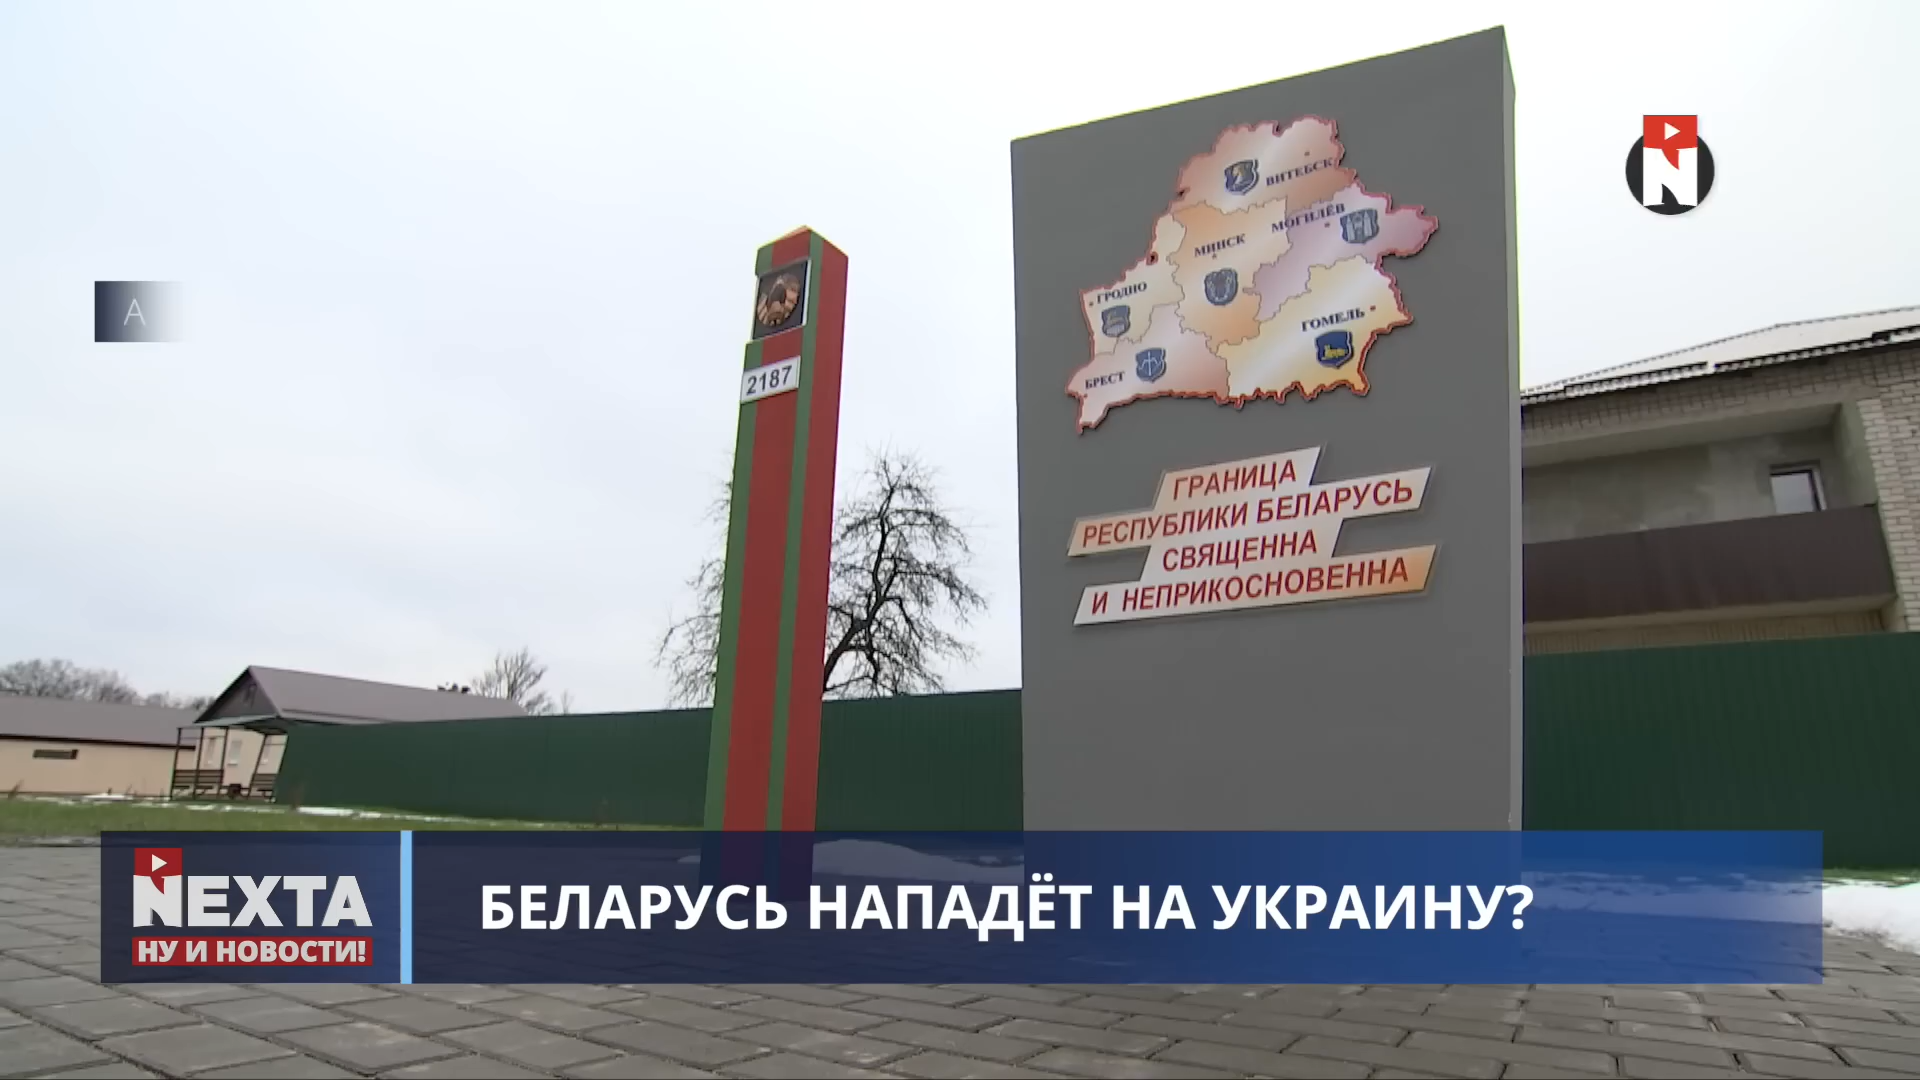 N
ВИТЕБСК
МОГИЛЁВ
МИНСК
ГРОДНО
ГОМЕЛЬ
БРЕСТ
А
2187
ГРАНИЦА
РЕСПУБЛИКИ БЕЛАРУСЬ
СВЯЩЕННА
И НЕПРИКОСНОВЕННА
NEXTA
НУ И НОВОСТИ!
БЕЛАРУСЬ НАПАДЁТ НА УКРАИНУ?